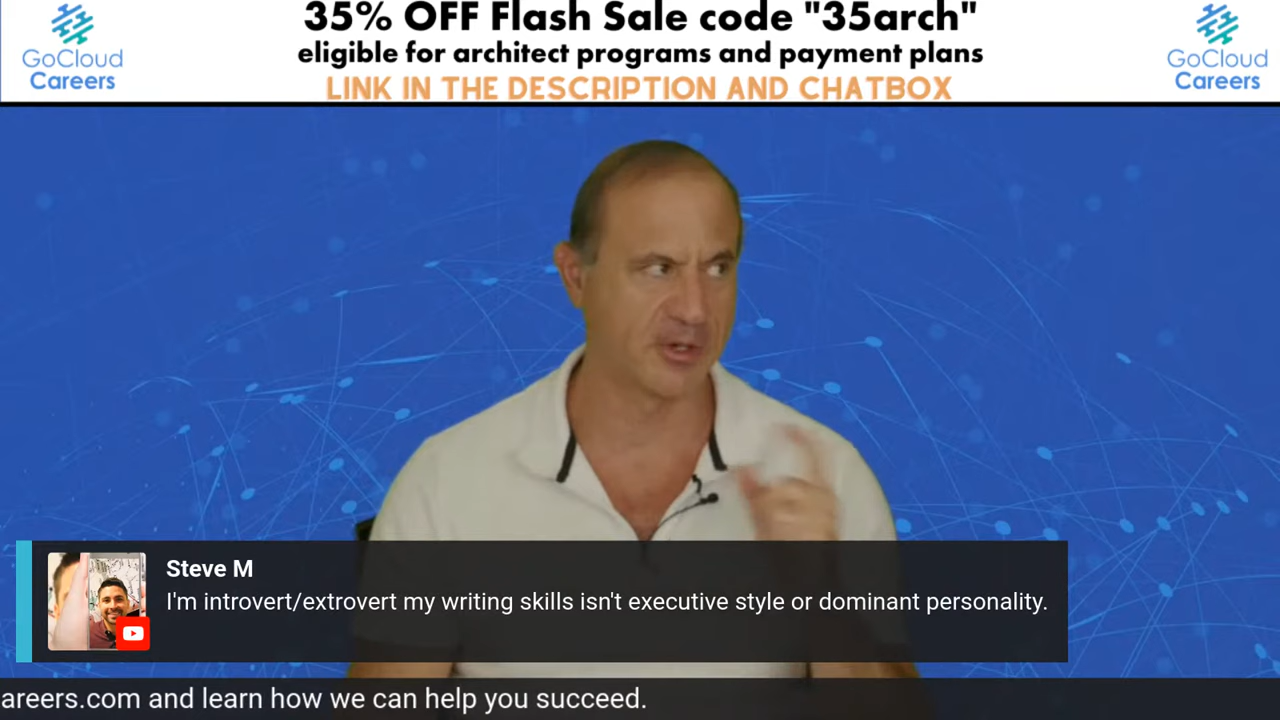 35% OFF Flash Sale code "35arch"
eligible for architect programs and payment plans
LINK IN THE DESCRIPTION AND CHATBOX
GoCloud
Careers
GoCloud
Careers
Steve M
I'm introvert/extrovert my writing skills isn't executive style or dominant personality.
areers.com and learn how we can help you succeed.